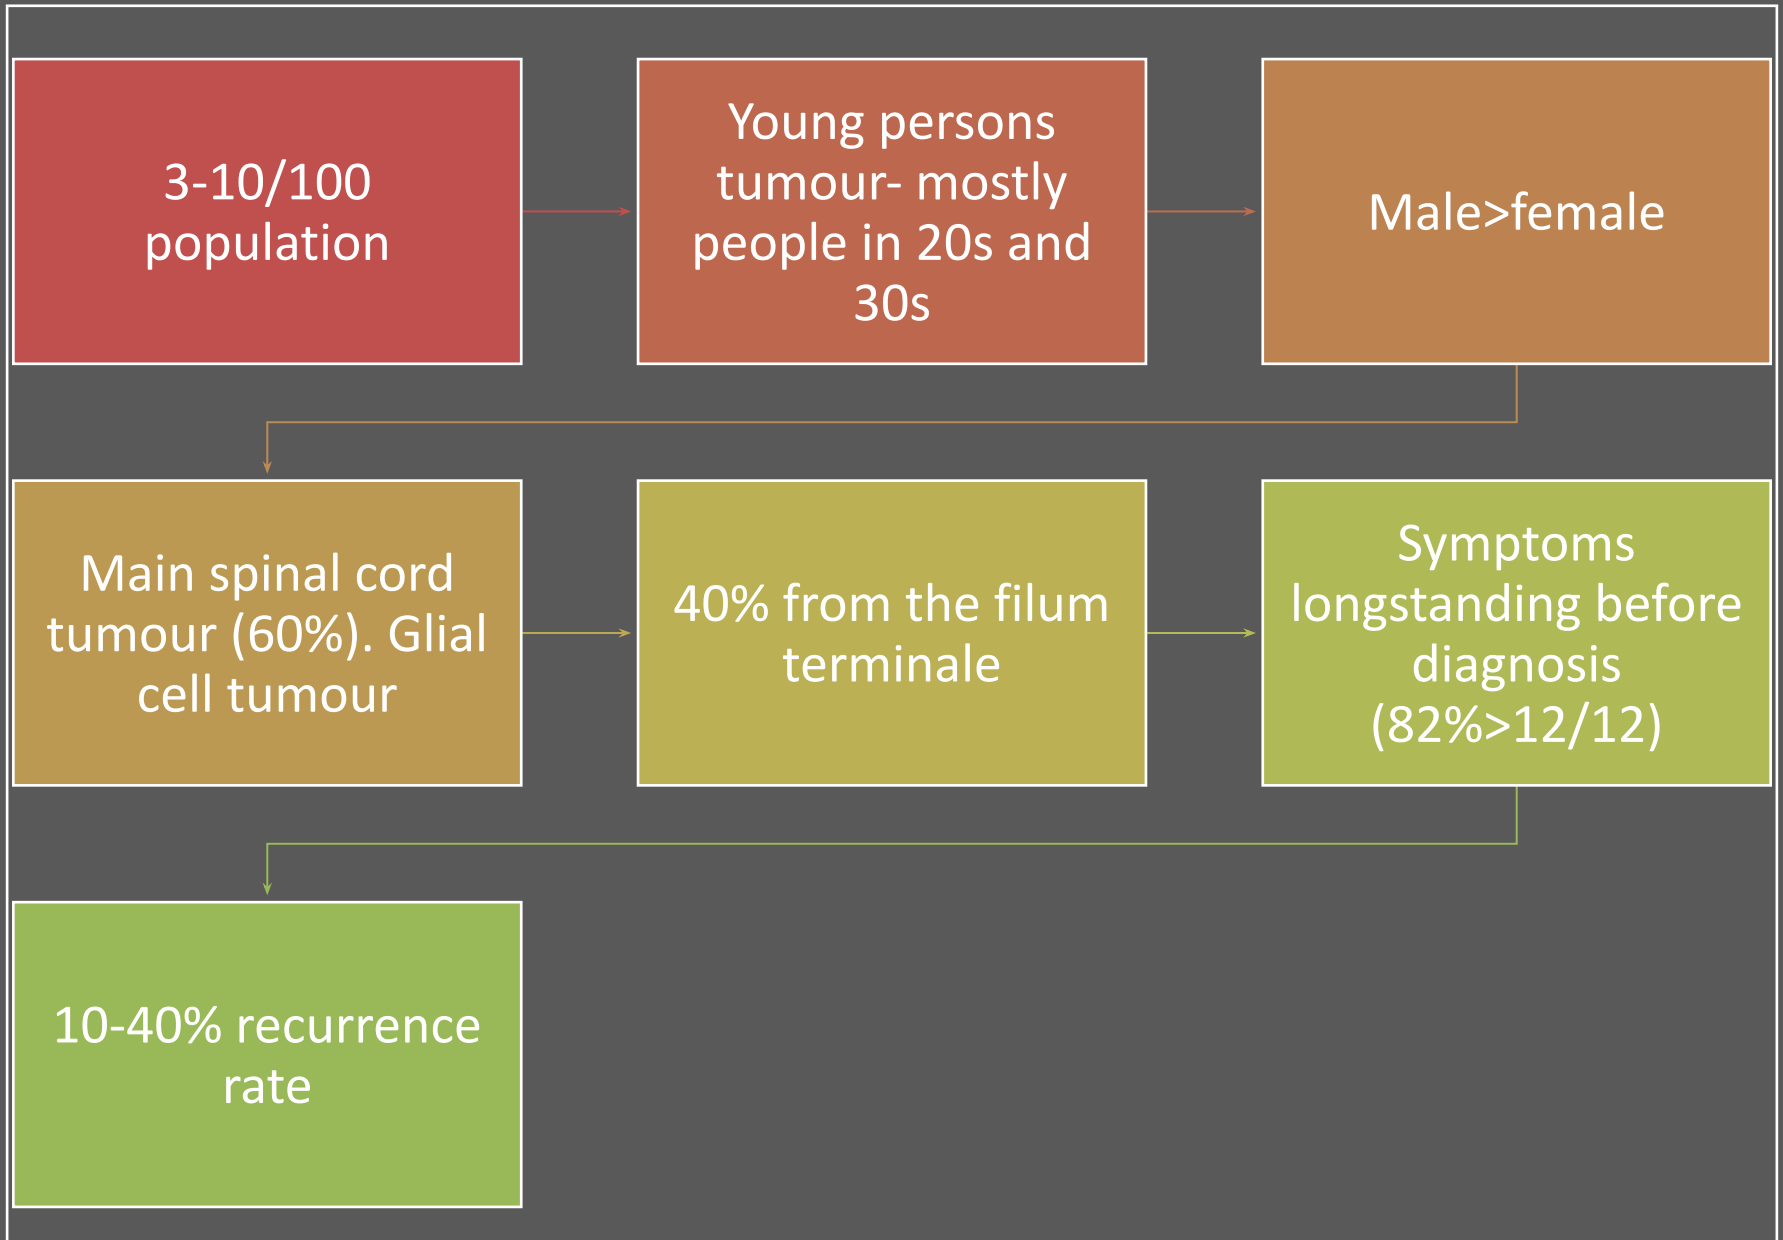 3-10/100
population
Young persons
tumour- mostly
people in 20s and
30s
Male>female
Main spinal cord
tumour (60%). Glial
cell tumour
40% from the filum
terminale
Symptoms
longstanding before
diagnosis
(82%>12/12)
10-40% recurrence
rate